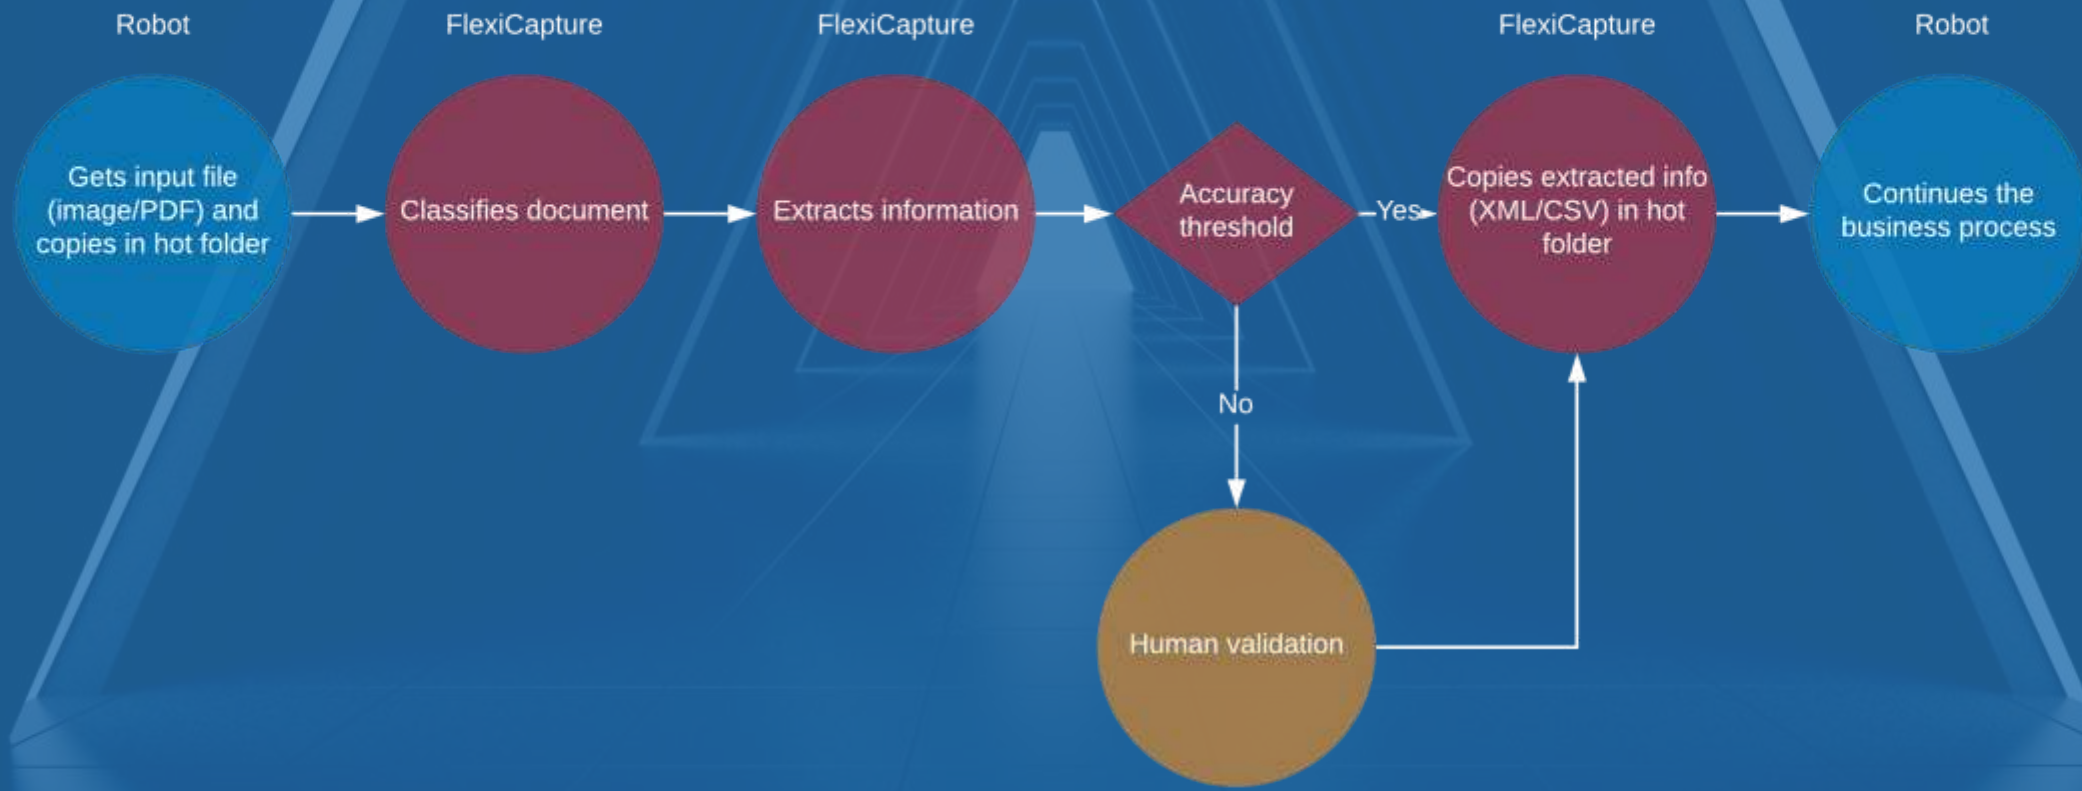 Robot
FlexiCapture
FlexiCapture
FlexiCapture
Robot
Gets input file
(image/PDF) and
copies in hot folder
Classifies document
Extracts information
Accuracy
threshold
Yes
Copies extracted info
(XML/CSV) in hot
folder
Continues the
business process
No
Human validation